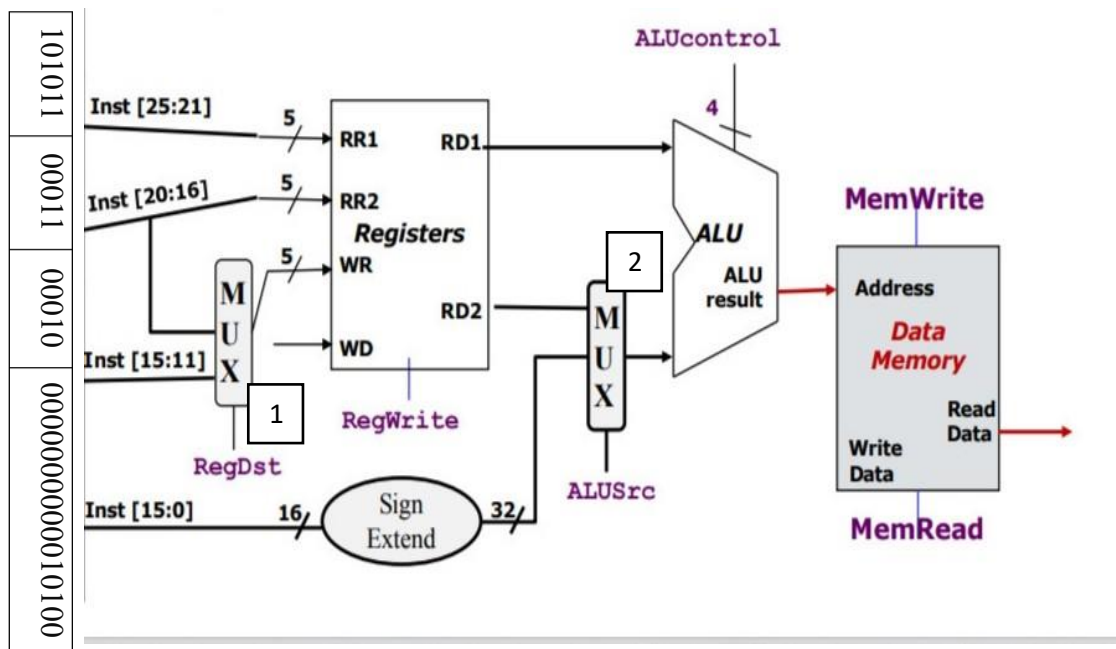 101011
00011
00010
0000000000010100
ALUcontrol
4
Inst [25:21]
5
RR1
RD1
Inst [20:16]
5
RR2
Registers
5
WR
RD2
WD
M
U
X
1
Inst [15:11]
RegDst
RegWrite
2
M
U
X
ALUSrc
ALU
ALU
result
MemWrite
Address
Data
Memory
Read
Data
Write
Data
MemRead
Inst [15:0]
16
Sign
Extend
32